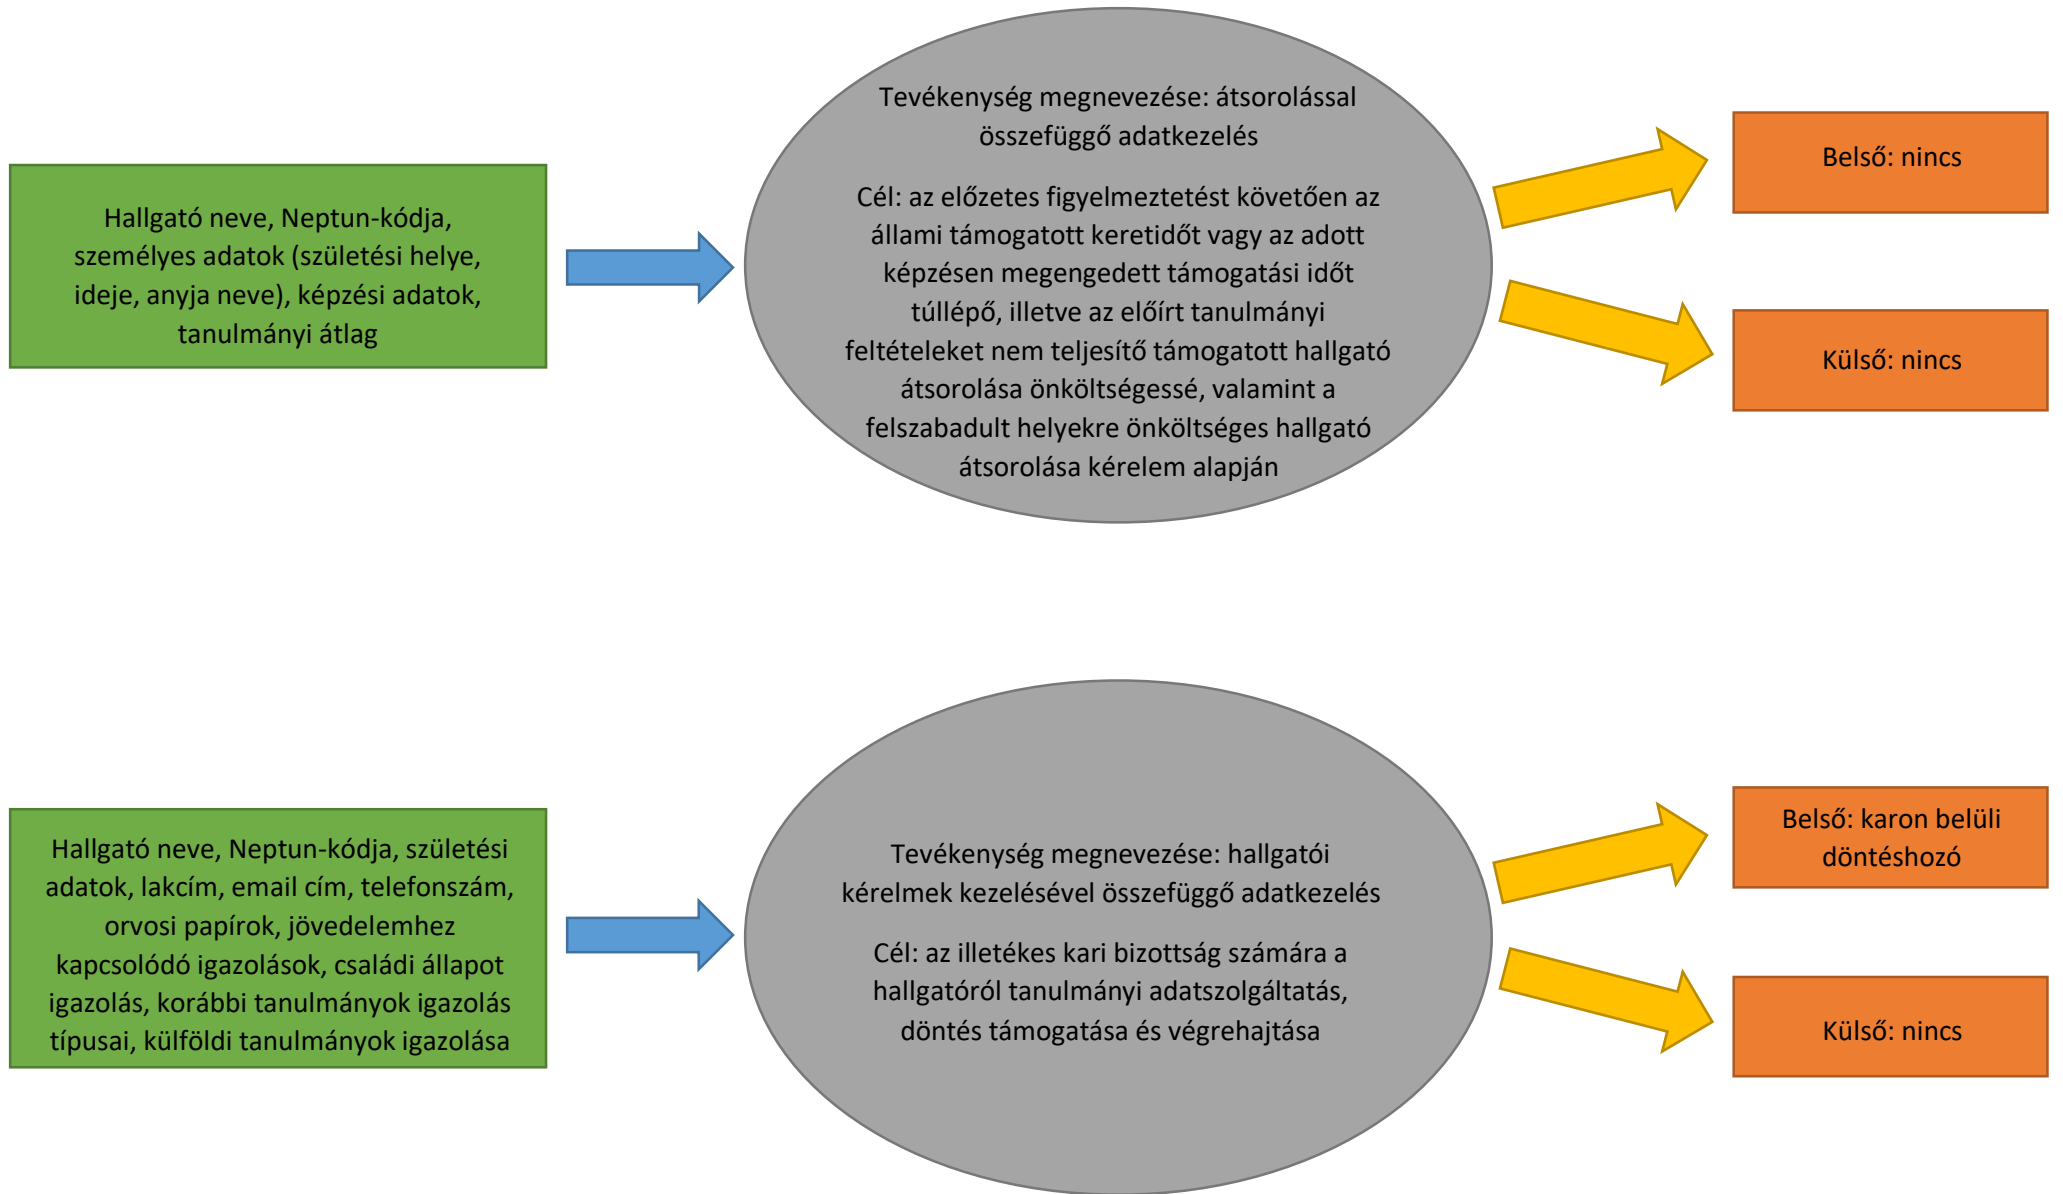 Hallgató neve, Neptun-kódja,
személyes adatok (születési helye,
ideje, anyja neve), képzési adatok,
tanulmányi átlag
Tevékenység megnevezése: átsorolással
összefüggő adatkezelés
Cél: az előzetes figyelmeztetést követően az
állami támogatott keretidőt vagy az adott
képzésen megengedett támogatási időt
túllépő, illetve az előírt tanulmányi
feltételeket nem teljesítő támogatott hallgató
átsorolása önköltségessé, valamint a
felszabadult helyekre önköltséges hallgató
átsorolása kérelem alapján
Belső: nincs
Külső: nincs
Hallgató neve, Neptun-kódja, születési
adatok, lakcím, email cím, telefonszám,
orvosi papírok, jövedelemhez
kapcsolódó igazolások, családi állapot
igazolás, korábbi tanulmányok igazolás
típusai, külföldi tanulmányok igazolása
Tevékenység megnevezése: hallgatói
kérelmek kezelésével összefüggő adatkezelés
Cél: az illetékes kari bizottság számára a
hallgatóról tanulmányi adatszolgáltatás,
döntés támogatása és végrehajtása
Belső: karon belüli
döntéshozó
Külső: nincs